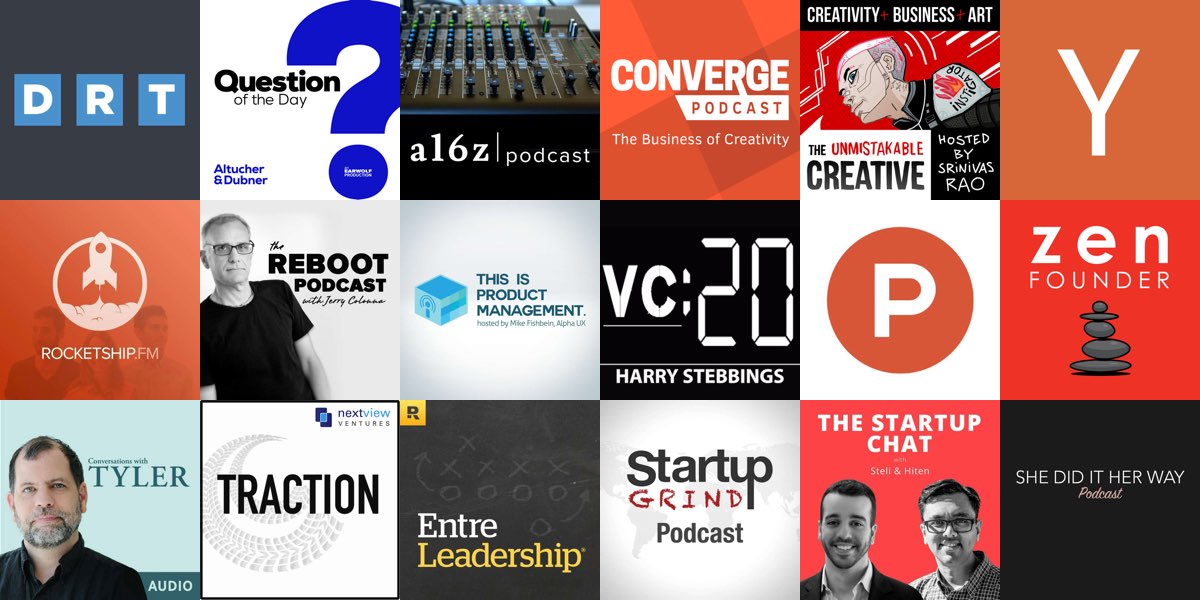 D R T
Question
of the Day
Altucher
& Dubner
AN
EARWOLF
PRODUCTION
a16z | podcast
CONVERGE
PODCAST
The Business of Creativity
CREATIVITY + BUSINESS + ART
INSTIGATOR
THE UNMISTAKABLE
CREATIVE
HOSTED
BY
SRINIVAS
RAO
Y
ROCKETSHIP.FM
the
REBOOT
PODCAST
with Jerry Colonna
THIS IS
PRODUCT
MANAGEMENT.
hosted by Mike Fishbein, Alpha UX
VC:20
HARRY STEBBINGS
P
zen
FOUNDER
Conversations with
TYLER
AUDIO
nextview
VENTURES
TRACTION
R
Entre
Leadership®
Startup
GRIND
Podcast
THE STARTUP
CHAT
with
Steli & Hiten
SHE DID IT HER WAY
Podcast